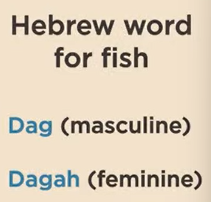 Hebrew word
for fish
Dag (masculine)
Dagah (feminine)